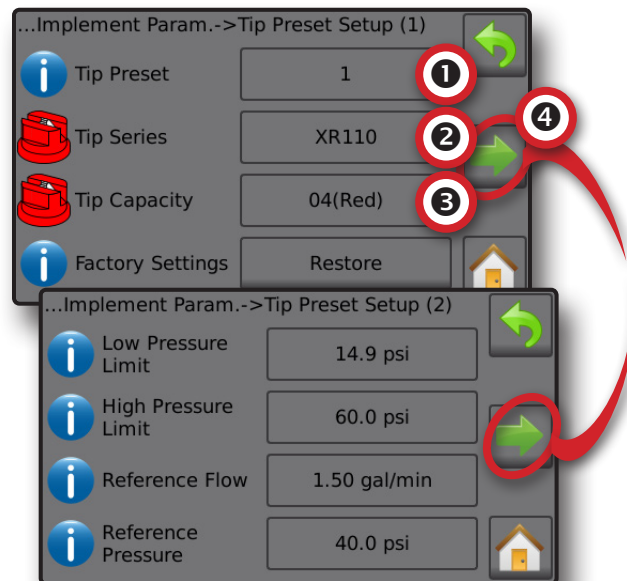 ...Implement Param.->Tip Preset Setup (1)
Tip Preset
1
1
Tip Series
XR110
2
4
Tip Capacity
04(Red)
3
Factory Settings
Restore
...Implement Param.->Tip Preset Setup (2)
Low Pressure
Limit
14.9 psi
High Pressure
Limit
60.0 psi
Reference Flow
1.50 gal/min
Reference
Pressure
40.0 psi